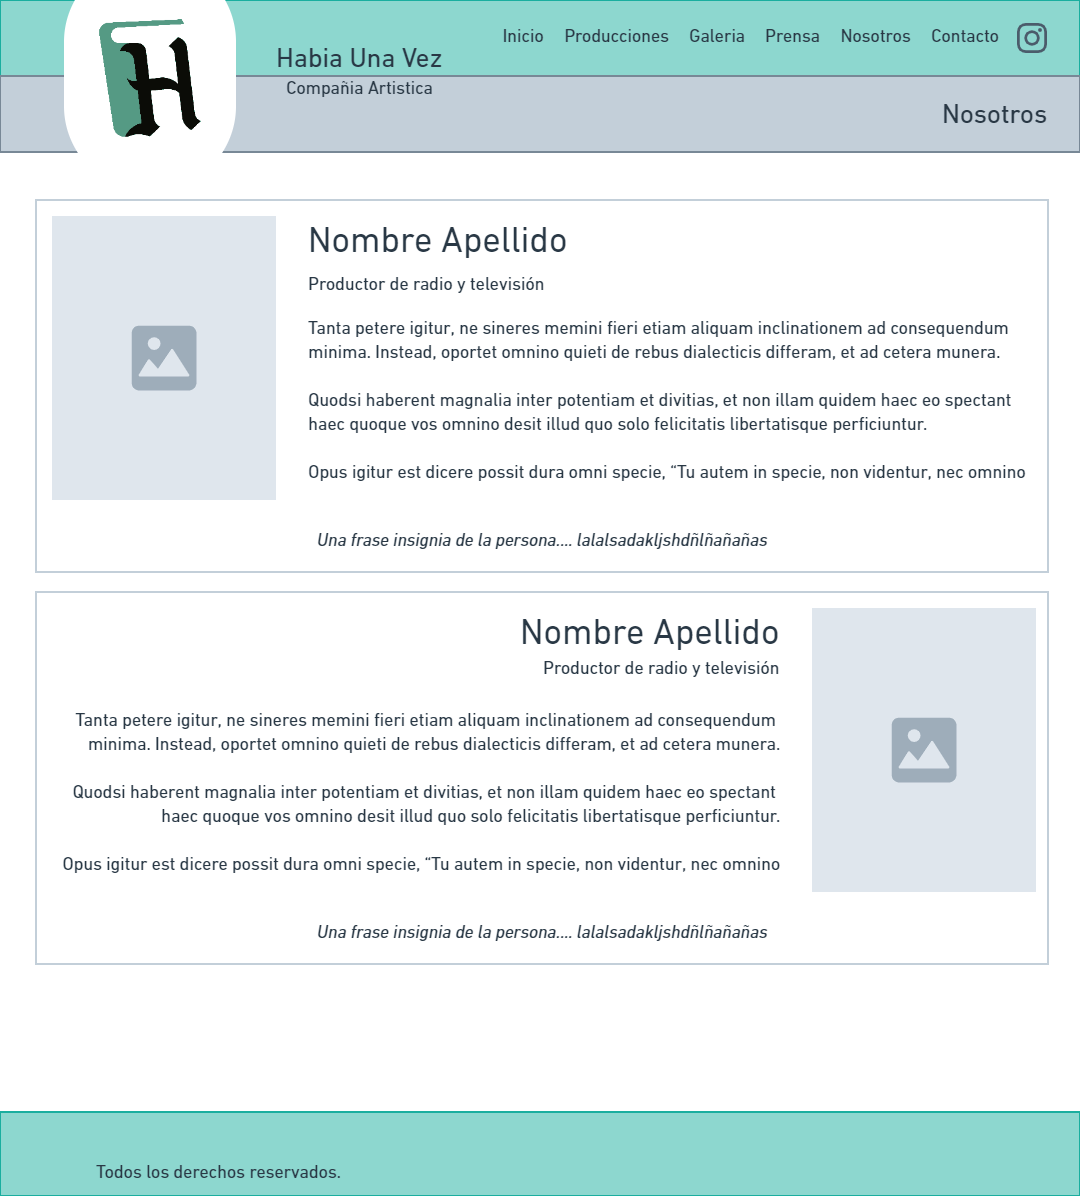 H
Habia Una Vez
Compañia Artistica
Inicio Producciones Galeria Prensa Nosotros Contacto
Nosotros
Nombre Apellido
Productor de radio y televisión
Tanta petere igitur, ne sineres memini fieri etiam aliquam inclinationem ad consequendum
minima. Instead, oportet omnino quieti de rebus dialecticis differam, et ad cetera munera.
Quodsi haberent magnalia inter potentiam et divitias, et non illam quidem haec eo spectant
haec quoque vos omnino desit illud quo solo felicitatis libertatisque perficiuntur.
Opus igitur est dicere possit dura omni specie, “Tu autem in specie, non videntur, nec omnino
Una frase insignia de la persona.... lalalsadakljshdñlñañañas
Nombre Apellido
Productor de radio y televisión
Tanta petere igitur, ne sineres memini fieri etiam aliquam inclinationem ad consequendum
minima. Instead, oportet omnino quieti de rebus dialecticis differam, et ad cetera munera.
Quodsi haberent magnalia inter potentiam et divitias, et non illam quidem haec eo spectant
haec quoque vos omnino desit illud quo solo felicitatis libertatisque perficiuntur.
Opus igitur est dicere possit dura omni specie, “Tu autem in specie, non videntur, nec omnino
Una frase insignia de la persona.... lalalsadakljshdñlñañañas
Todos los derechos reservados.